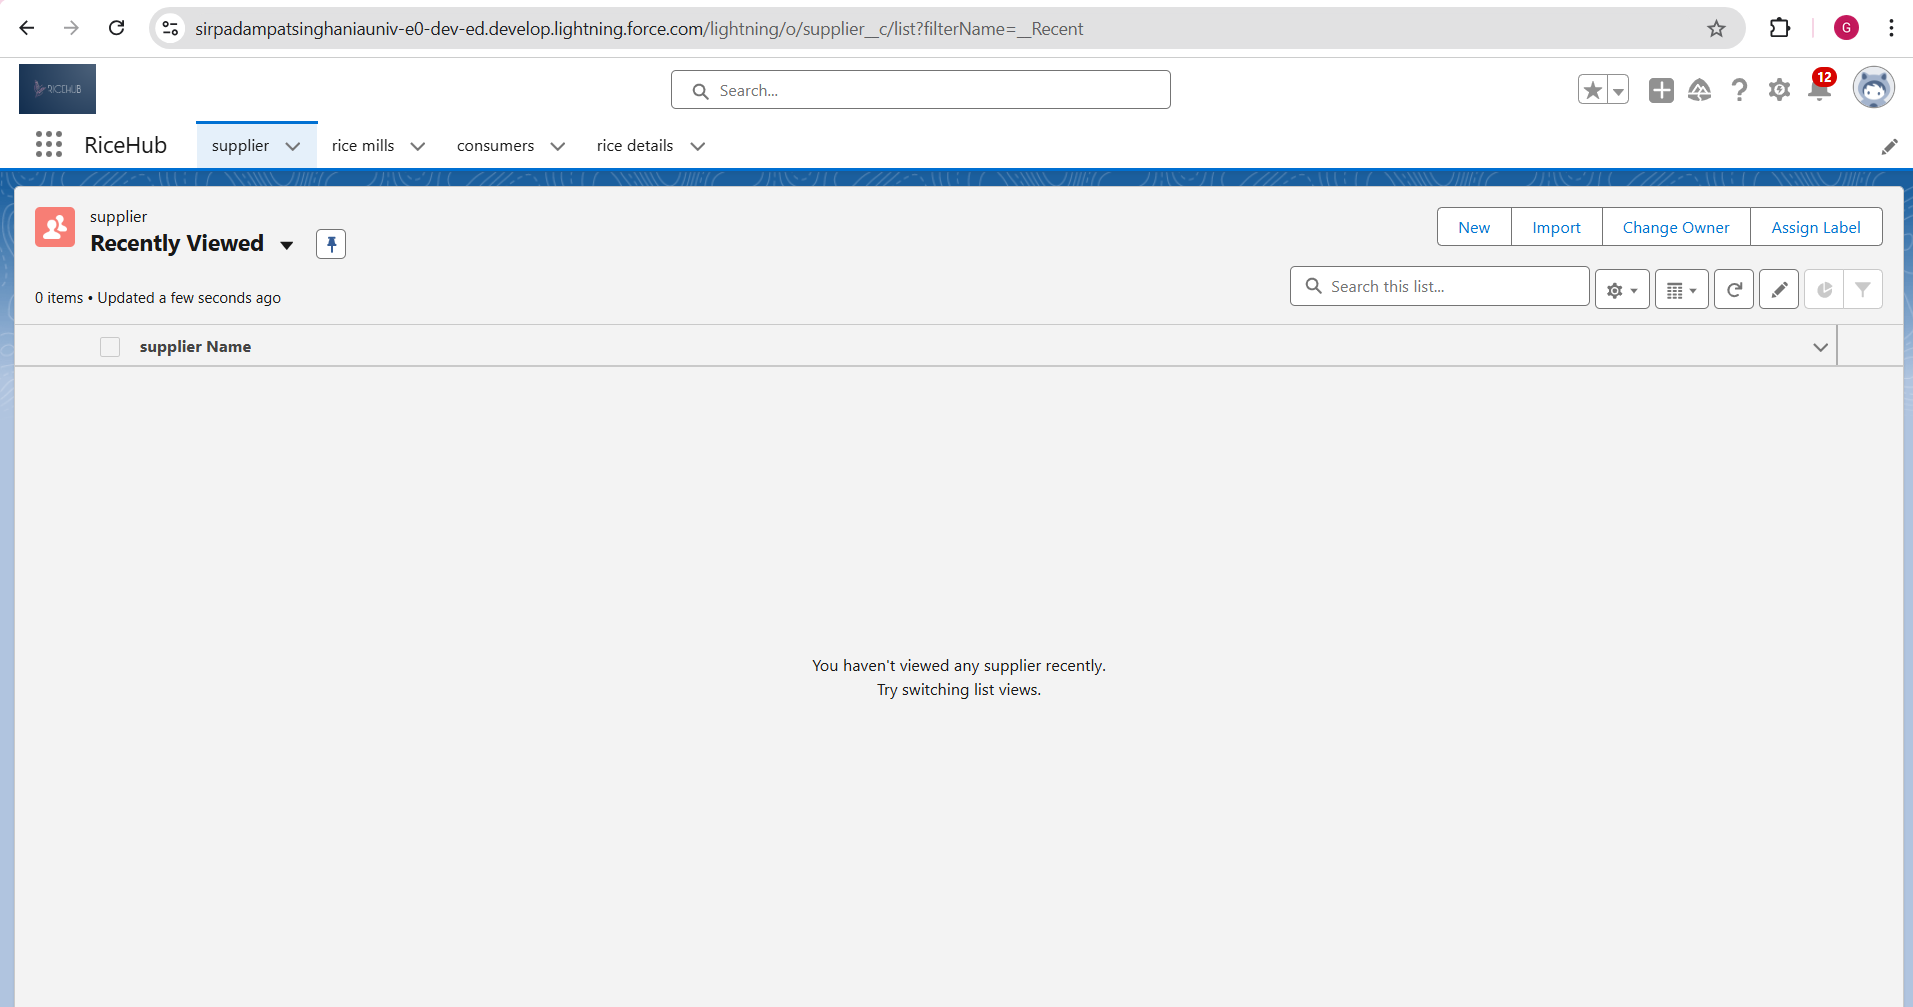 sirpadampatsinghaniauniv-e0-dev-ed.develop.lightning.force.com/lightning/o/supplier__c/list?filterName=__Recent
G
RICEHUB
Search...
12
RiceHub
supplier
rice mills
consumers
rice details
supplier
Recently Viewed
New
Import
Change Owner
Assign Label
0 items • Updated a few seconds ago
Search this list...
supplier Name
You haven't viewed any supplier recently.
Try switching list views.